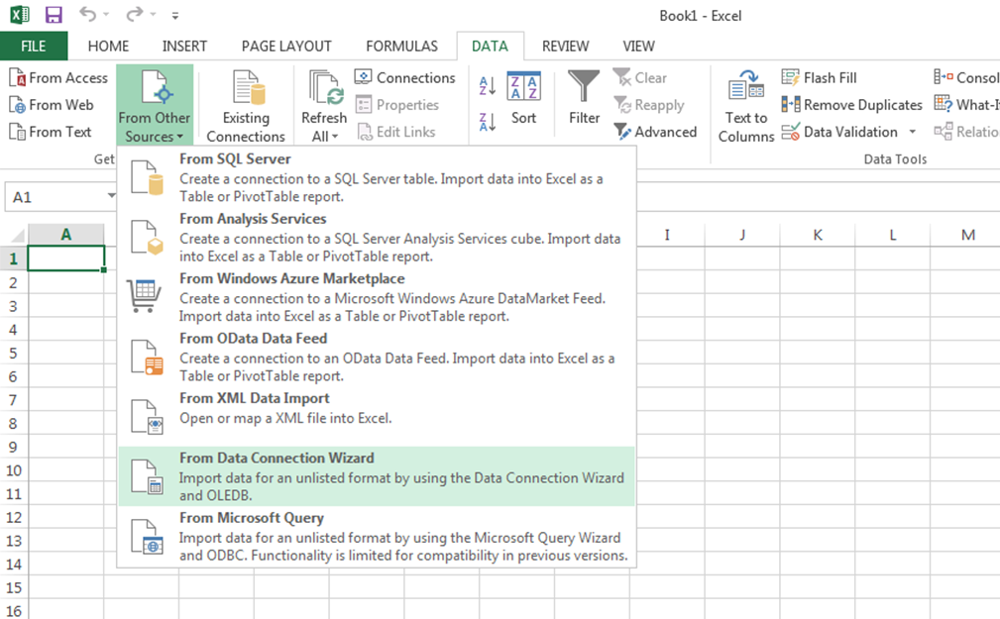 Book1 - Excel
FILE HOME INSERT PAGE LAYOUT FORMULAS DATA REVIEW VIEW
From Access
From Web
From Text
From Other
Sources
Existing
Connections
Refresh
All
Connections
Properties
Edit Links
Sort
Filter
Clear
Reapply
Advanced
Text to
Columns
Flash Fill
Remove Duplicates
Data Validation
Consol
What-I
Relatio
Get
Data Tools
From SQL Server
Create a connection to a SQL Server table. Import data into Excel as a
Table or PivotTable report.
From Analysis Services
Create a connection to a SQL Server Analysis Services cube. Import data
into Excel as a Table or PivotTable report.
From Windows Azure Marketplace
Create a connection to a Microsoft Windows Azure DataMarket Feed.
Import data into Excel as a Table or PivotTable report.
From OData Data Feed
Create a connection to an OData Data Feed. Import data into Excel as a
Table or PivotTable report.
From XML Data Import
Open or map a XML file into Excel.
From Data Connection Wizard
Import data for an unlisted format by using the Data Connection Wizard
and OLEDB.
From Microsoft Query
Import data for an unlisted format by using the Microsoft Query Wizard
and ODBC. Functionality is limited for compatibility in previous versions.
A1
A I J K L M
1
2
3
4
5
6
7
8
9
10
11
12
13
14
15
16